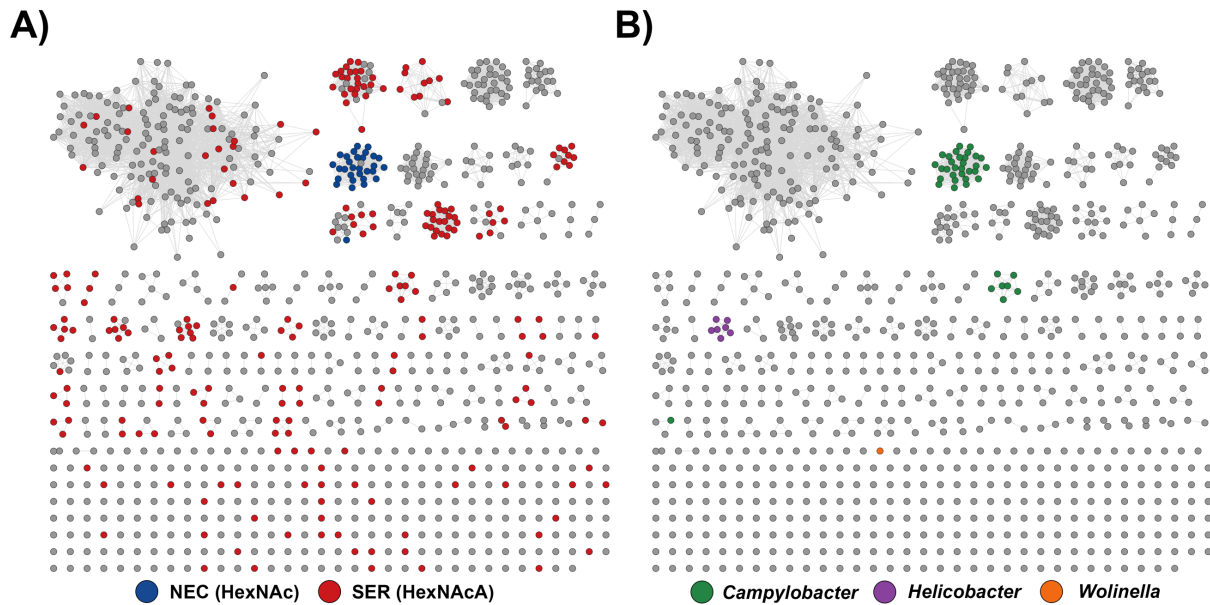 A)
B)
NEC (HexNAc)
SER (HexNAcA)
Campylobacter
Helicobacter
Wolinella